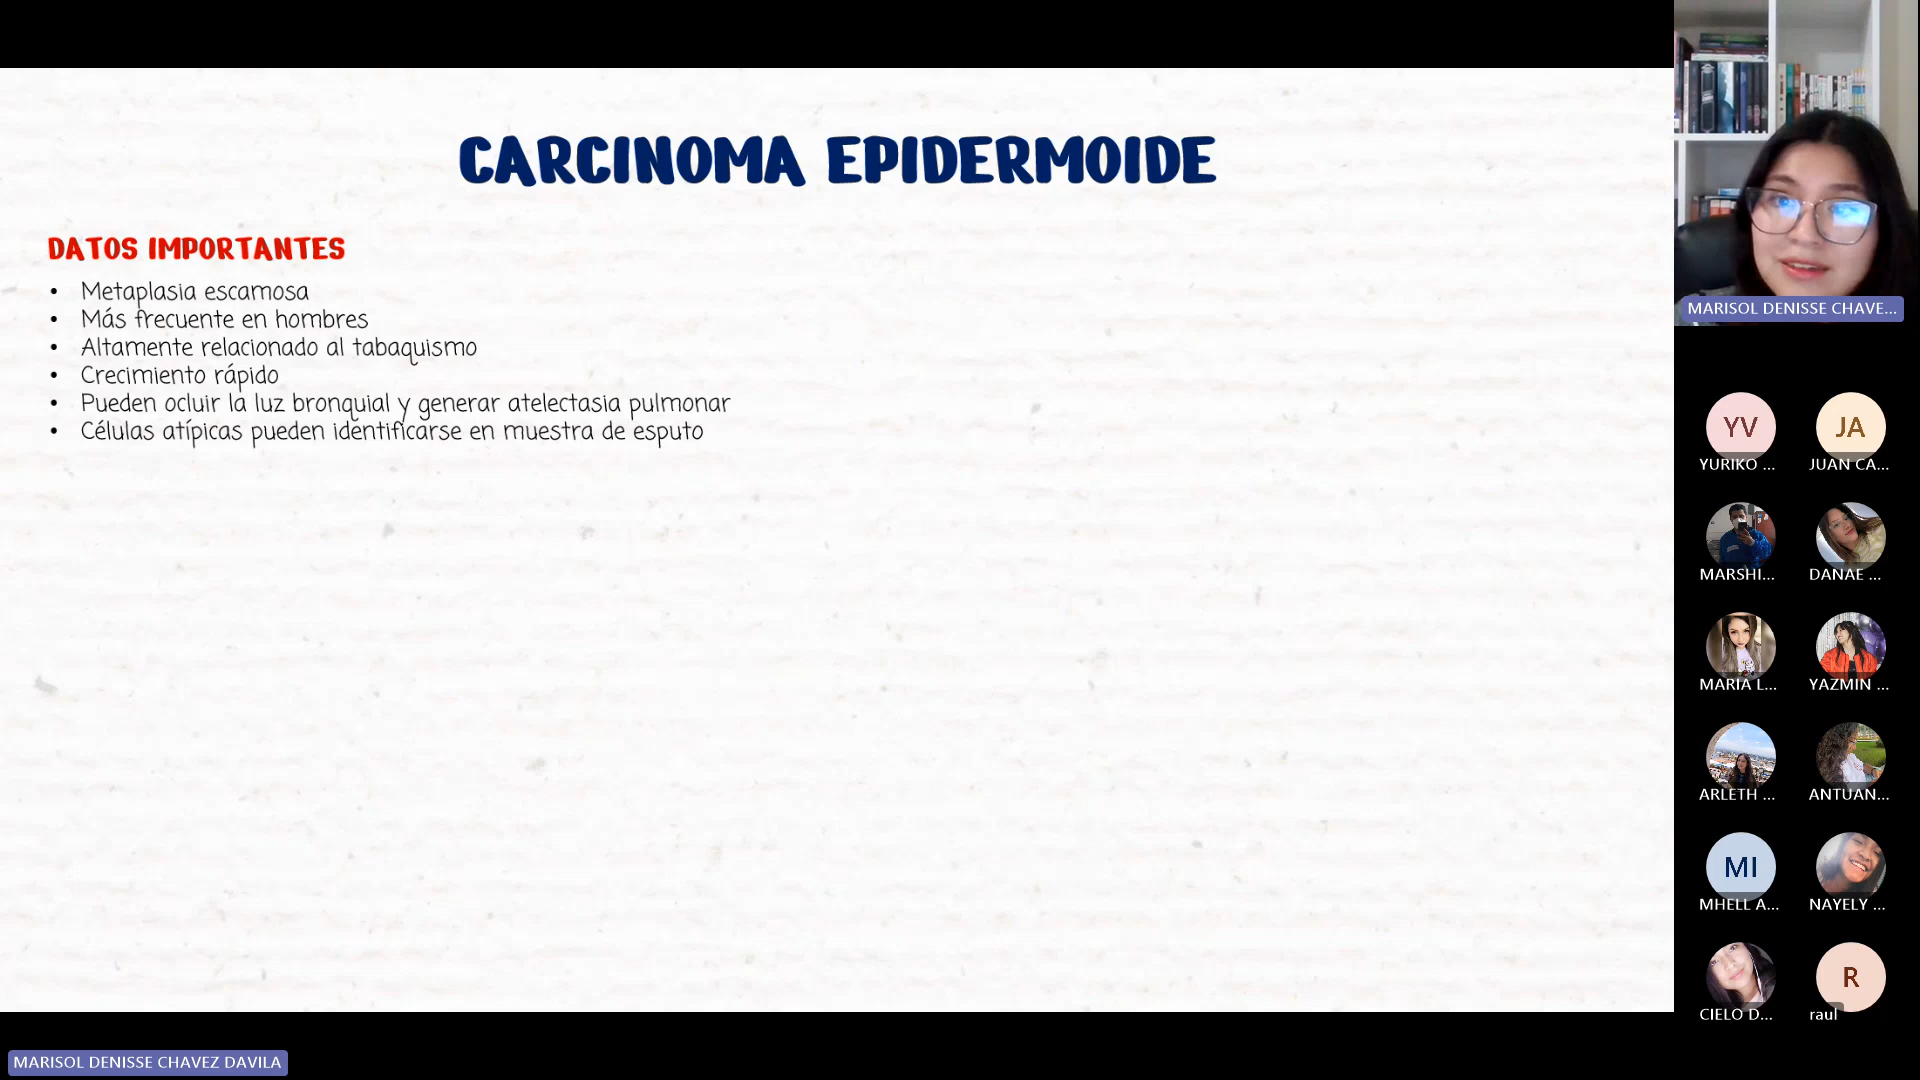 CARCINOMA EPIDERMOIDE
DATOS IMPORTANTES
• Metaplasia escamosa
• Más frecuente en hombres
• Altamente relacionado al tabaquismo
• Crecimiento rápido
• Pueden ocluir la luz bronquial y generar atelectasia pulmonar
• Células atípicas pueden identificarse en muestra de esputo
MARISOL DENISSE CHAVE...
YV
YURIKO ...
JA
JUAN CA...
MARSHI...
DANAE ...
MARIA L...
YAZMIN ...
ARLETH ...
ANTUAN...
MI
MHELL A...
NAYELY ...
CIELO D...
R
raul
MARISOL DENISSE CHAVEZ DAVILA